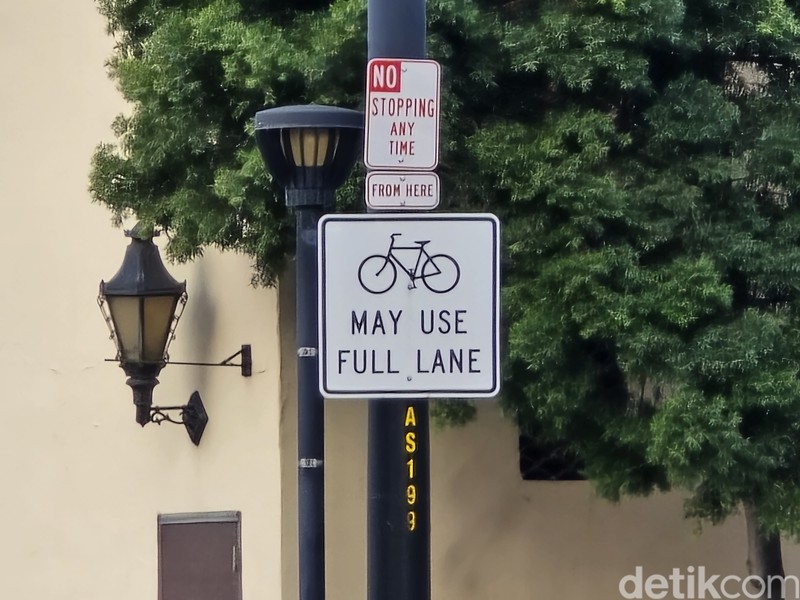 NO
STOPPING
ANY
TIME
FROM HERE
MAY USE
FULL LANE
AS199
detikcom